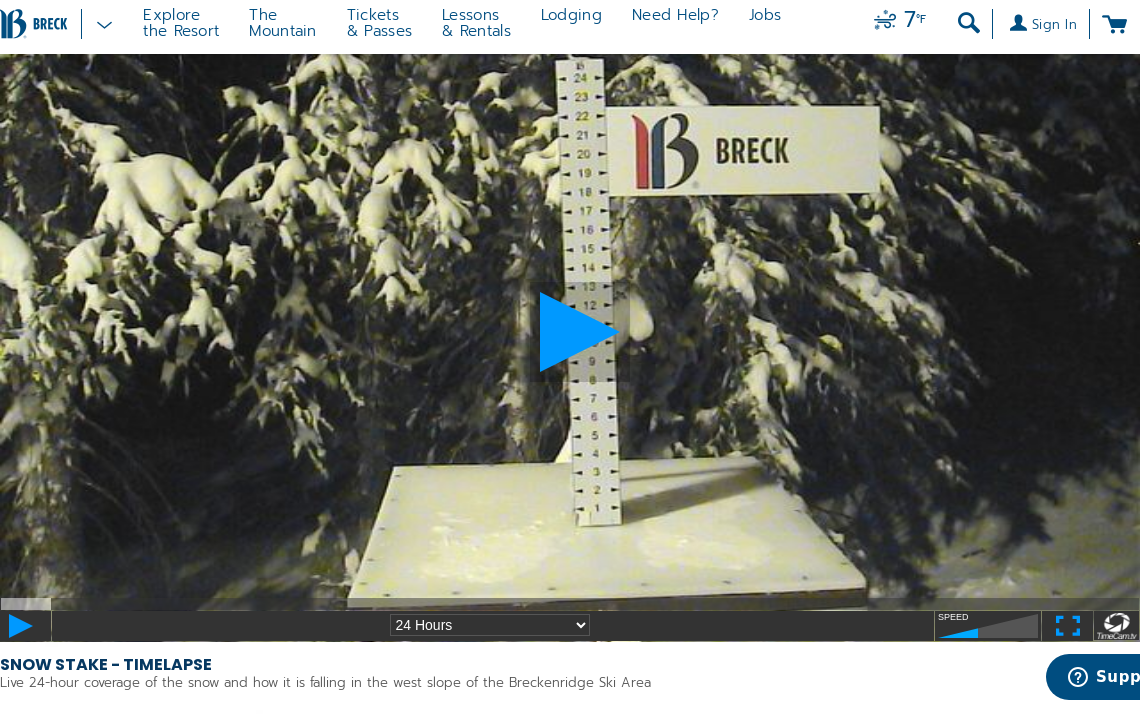 BRECK
Explore
the Resort
The
Mountain
Tickets
& Passes
Lessons
& Rentals
Lodging
Need Help?
Jobs
7°F
Sign In
24
23
22
21
20
19
18
17
16
15
14
13
12
9
8
7
6
5
4
3
2
1
B BRECK
24 Hours
SPEED
TimeCam.tv
SNOW STAKE - TIMELAPSE
Live 24-hour coverage of the snow and how it is falling in the west slope of the Breckenridge Ski Area
Supp